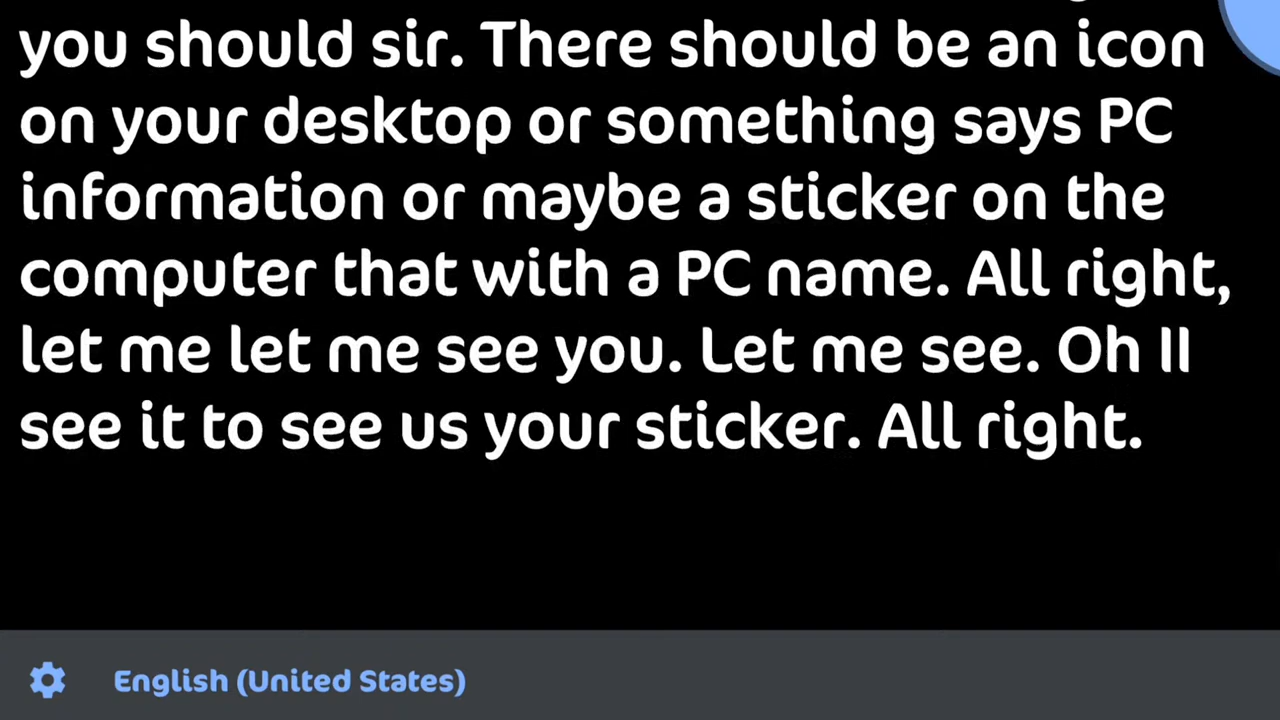 you should sir. There should be an icon
on your desktop or something says PC
information or maybe a sticker on the
computer that with a PC name. All right,
let me let me see you. Let me see. Oh II
see it to see us your sticker. All right.
English (United States)